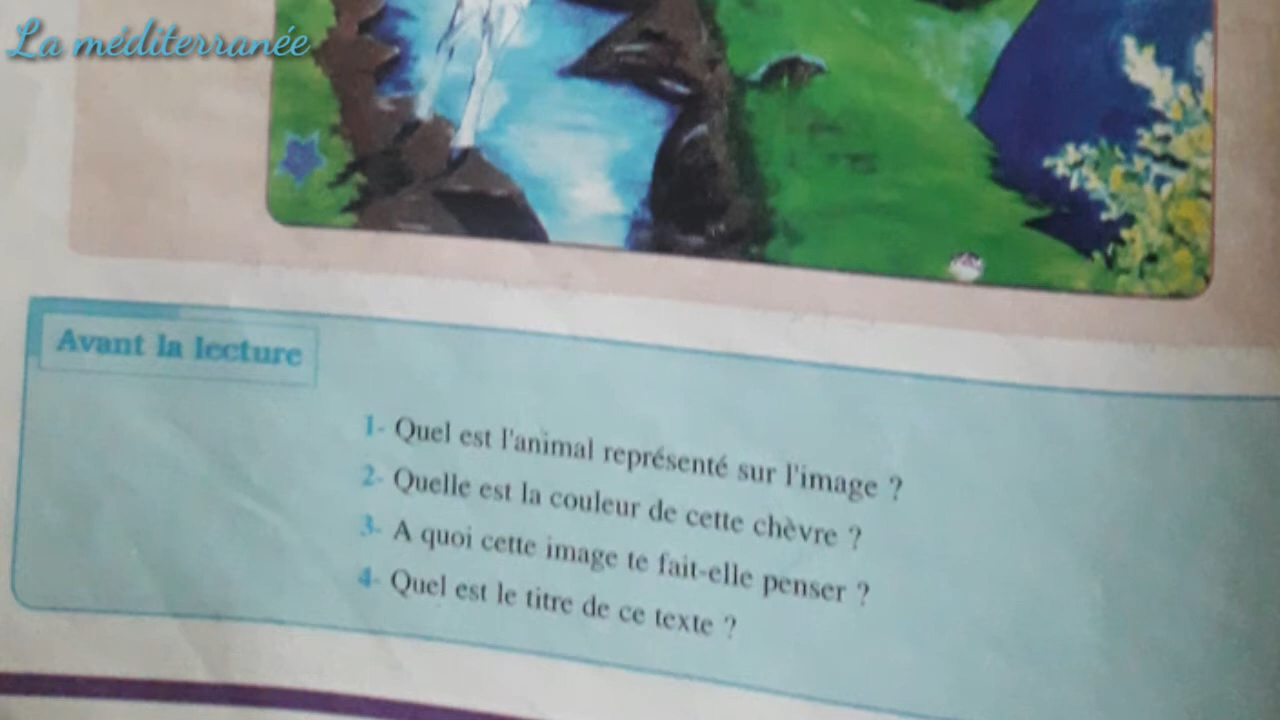 La méditerranée
Avant la lecture
1- Quel est l'animal représenté sur l'image ?
2- Quelle est la couleur de cette chèvre ?
3- A quoi cette image te fait-elle penser ?
4- Quel est le titre de ce texte ?